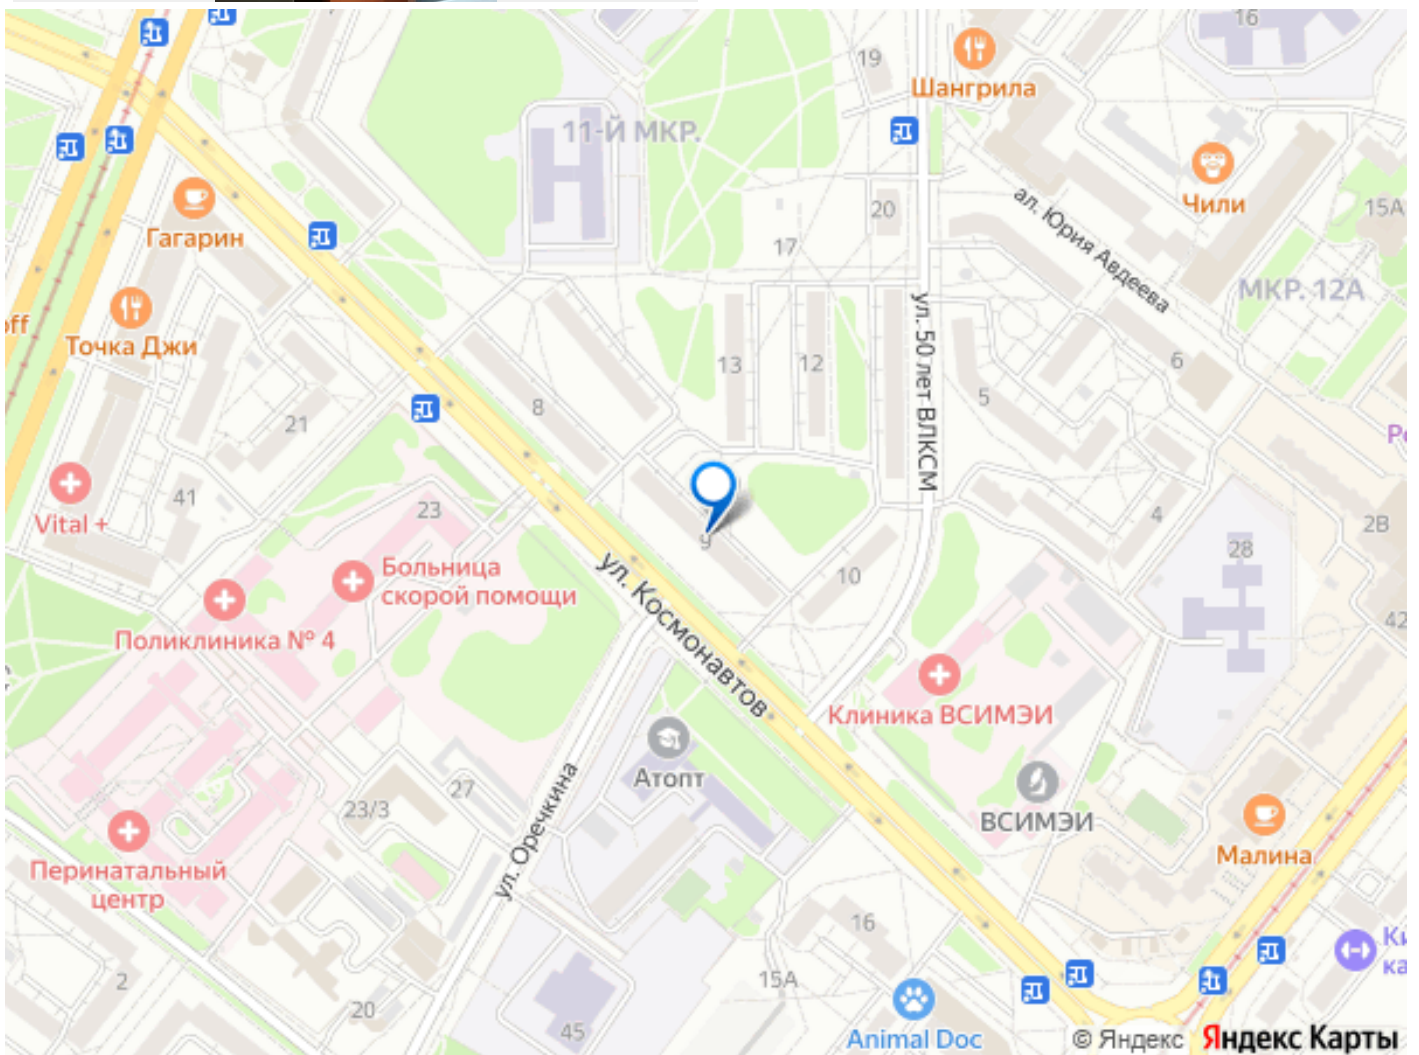 16
19
Шангрила
11-Й МКР.
Чили
15А
20
ал. Юрия Авдеева
Гагарин
17
МКР. 12А
off
Точка Джи
ул. 50 лет ВЛКСМ
13
12
6
5
8
21
41
Vital +
23
4
2В
9
28
Больница
скорой помощи
ул. Космонавтов
10
Поликлиника № 4
42
Клиника ВСИМЭИ
Атопт
27
23/3
ул. Оречкина
ВСИМЭИ
Малина
Перинатальный
центр
16
15А
2
20
45
Animal Doc
© Яндекс Яндекс Карты